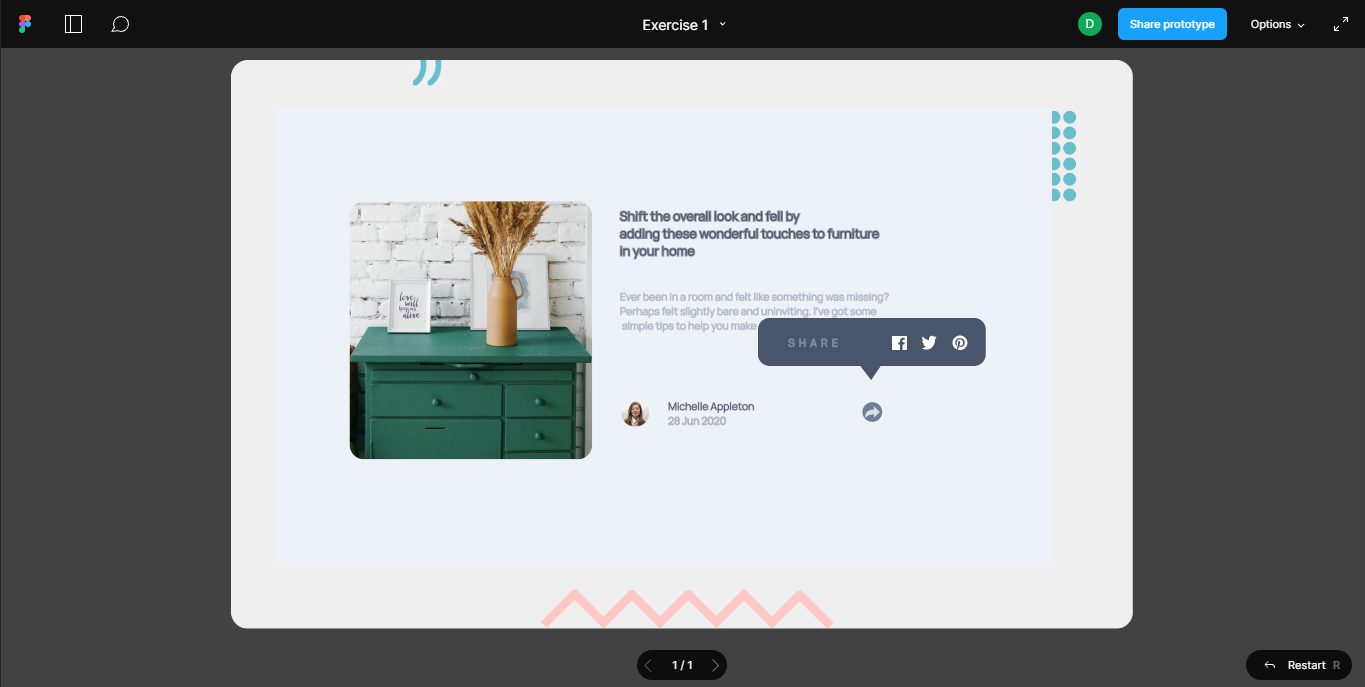 Exercise 1
D
Share prototype
Options
Shift the overall look and fell by
adding these wonderful touches to furniture
in your home
love
will
keep us
alive
Ever been in a room and felt like something was missing?
Perhaps felt slightly bare and uninviting. I've got some
simple tips to help you make
SHARE
Michelle Appleton
28 Jun 2020
1 / 1
Restart R